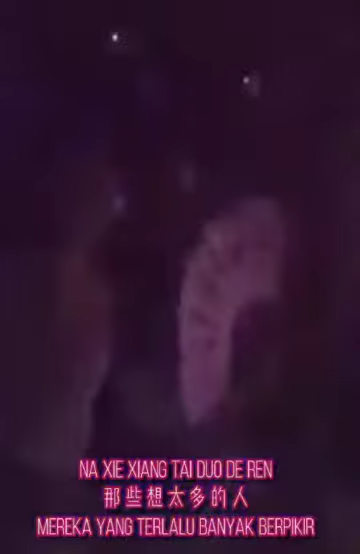 NA XIE XIANG TAI DUO DE REN
那些想太多的人
MEREKA YANG TERLALU BANYAK BERPIKIR